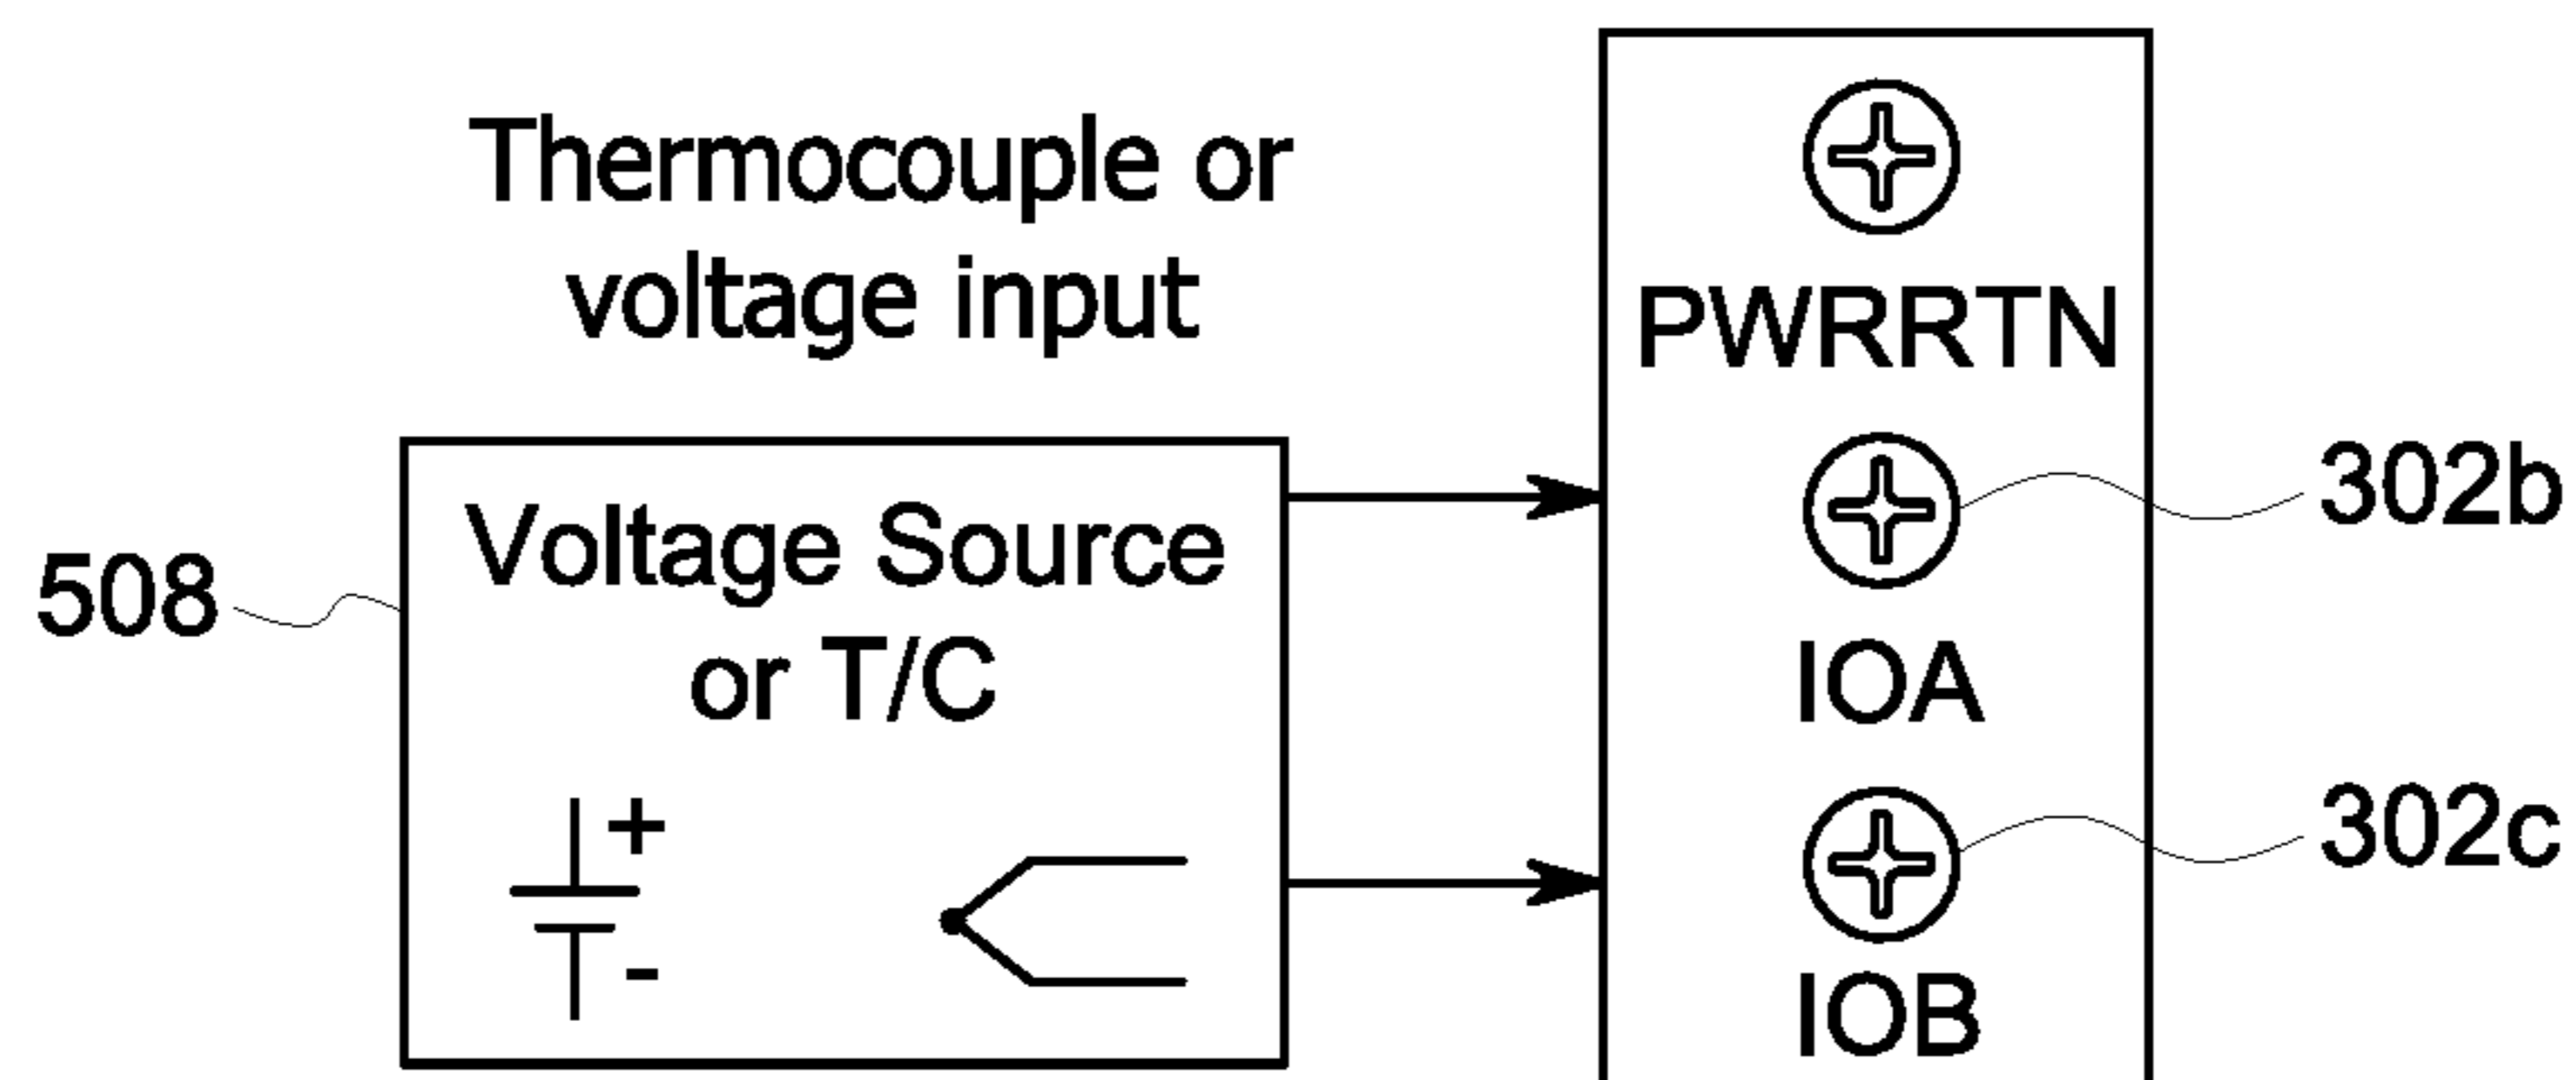 Thermocouple or
voltage input
PWRRTN
508
Voltage Source
or T/C
+
-
302b
IOA
302c
IOB